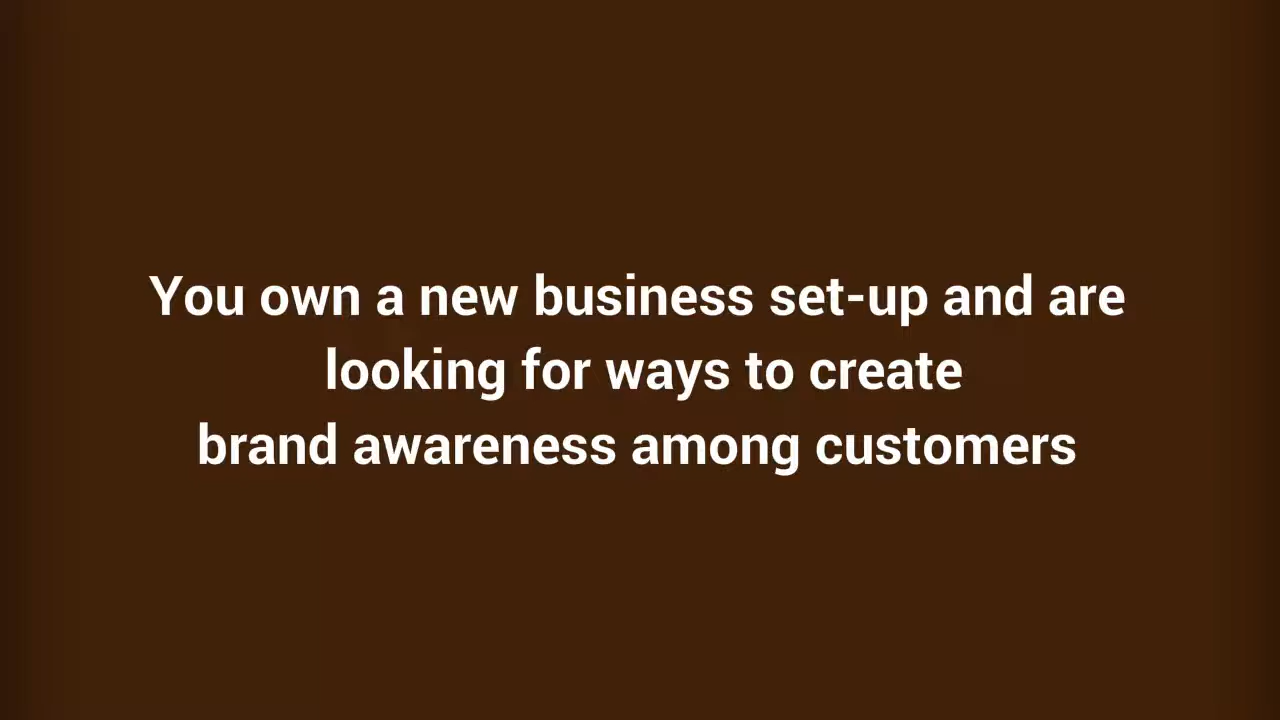 You own a new business set-up and are
looking for ways to create
brand awareness among customers